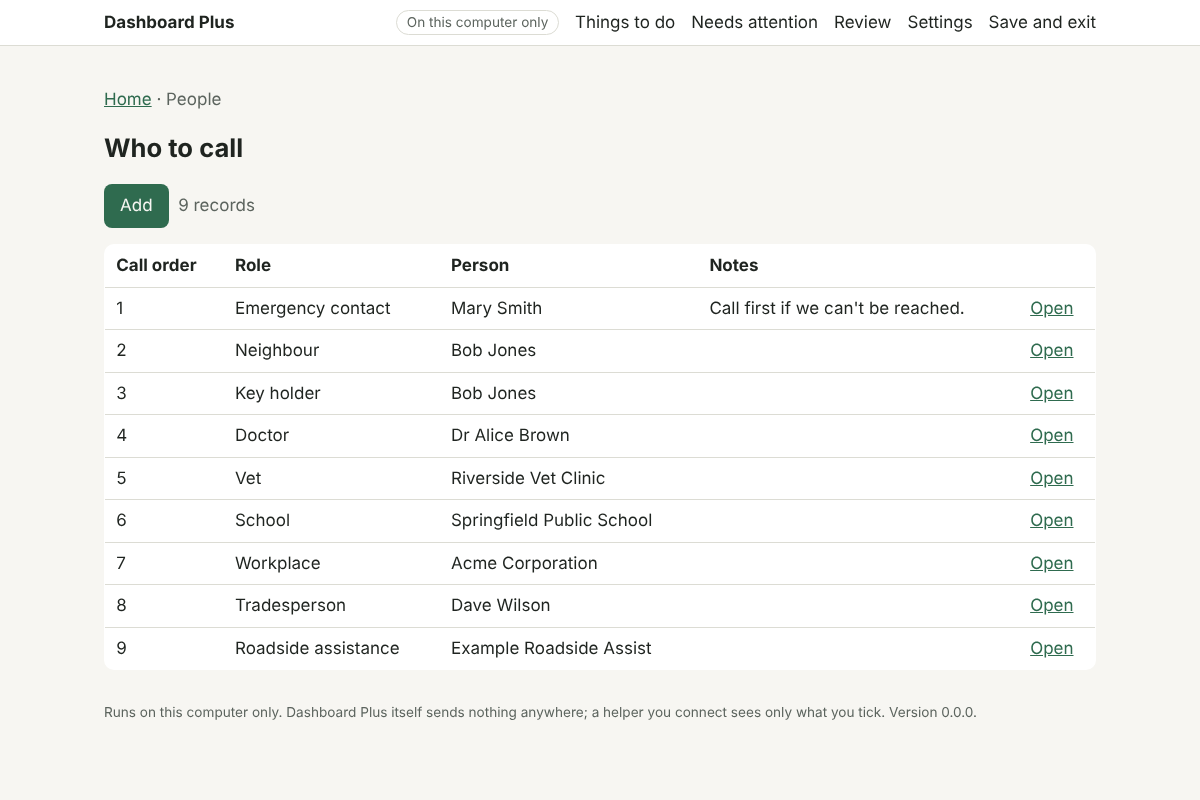 Dashboard Plus On this computer only Things to do Needs attention Review Settings Save and exit
Home · People
Who to call
Add 9 records
Call order Role Person Notes
1 Emergency contact Mary Smith Call first if we can't be reached. Open
2 Neighbour Bob Jones Open
3 Key holder Bob Jones Open
4 Doctor Dr Alice Brown Open
5 Vet Riverside Vet Clinic Open
6 School Springfield Public School Open
7 Workplace Acme Corporation Open
8 Tradesperson Dave Wilson Open
9 Roadside assistance Example Roadside Assist Open
Runs on this computer only. Dashboard Plus itself sends nothing anywhere; a helper you connect sees only what you tick. Version 0.0.0.